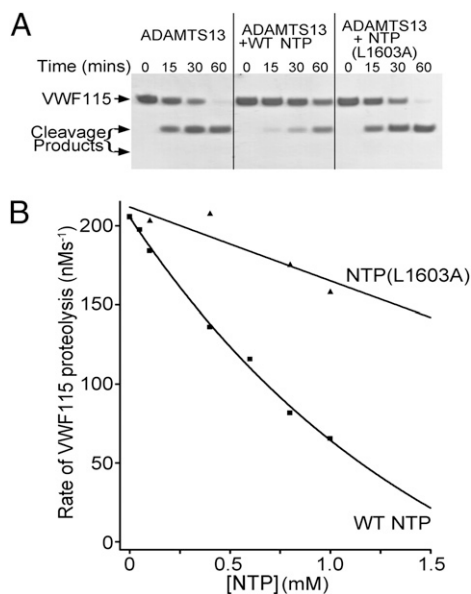 A
ADAMTS13
ADAMTS13
+WT NTP
ADAMTS13
+ NTP
(L1603A)
Time (mins) 0 15 30 60 0 15 30 60 0 15 30 60
VWF115
Cleavage
Products
B
Rate of VWF115 proteolysis (nMs⁻¹)
200
150
100
50
0
NTP(L1603A)
WT NTP
0 0.5 1.0 1.5
[NTP] (mM)